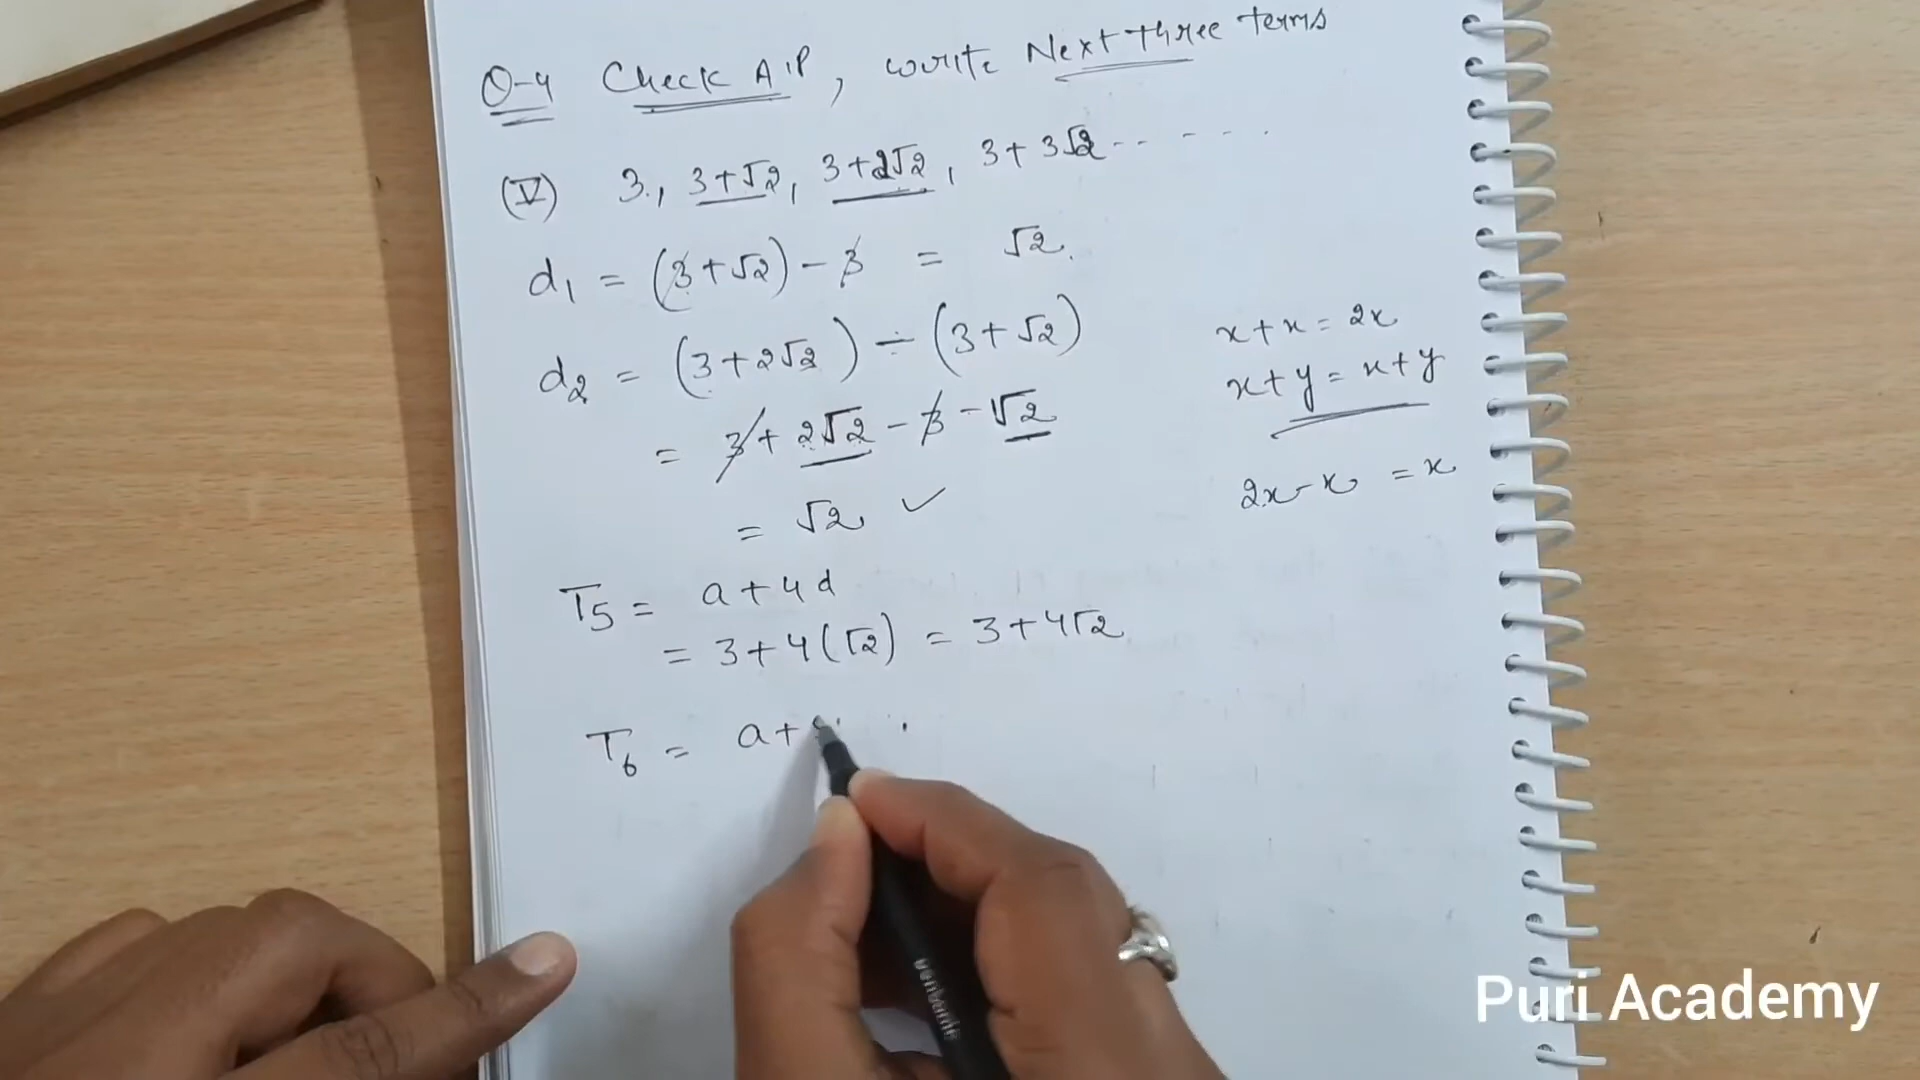 Q-4 Check A.P, write Next three terms
(V) 3, 3+√2, 3+2√2, 3+3√2 -- - - - .
d₁ = (3+√2) - 3 = √2
d₂ = (3+2√2) - (3+√2)
= 3 + 2√2 - 3 - √2
= √2 ✓
x+x = 2x
x+y = x+y
2x-x = x
T₅ = a+4d
= 3+4(√2) = 3+4√2
T₆ = a+
Puri Academy